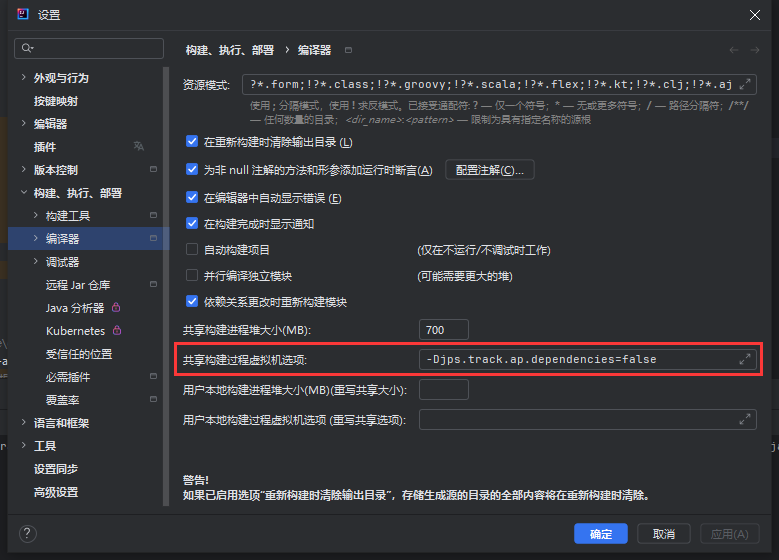 设置
构建、执行、部署 › 编译器
外观与行为
按键映射
编辑器
插件
版本控制
构建、执行、部署
构建工具
编译器
调试器
远程 Jar 仓库
Java 分析器
Kubernetes
受信任的位置
必需插件
覆盖率
语言和框架
工具
设置同步
高级设置
资源模式: ?*.form;!?*.class;!?*.groovy;!?*.scala;!?*.flex;!?*.kt;!?*.clj;!?*.aj
使用 ; 分隔模式，使用 ! 求反模式。已接受通配符: ? — 仅一个符号; * — 无或更多符号; / — 路径分隔符; /**/
— 任何数量的目录; <dir_name>:<pattern> — 限制为具有指定名称的源根
在重新构建时清除输出目录 (L)
为非 null 注解的方法和形参添加运行时断言(A) 配置注解(C)...
在编辑器中自动显示错误 (E)
在构建完成时显示通知
自动构建项目 (仅在不运行/不调试时工作)
并行编译独立模块 (可能需要更大的堆)
依赖关系更改时重新构建模块
共享构建进程堆大小(MB): 700
共享构建过程虚拟机选项: -Djps.track.ap.dependencies=false
用户本地构建进程堆大小(MB)(重写共享大小):
用户本地构建过程虚拟机选项 (重写共享选项):
警告!
如果已启用选项“重新构建时清除输出目录”，存储生成源的目录的全部内容将在重新构建时清除。
?
确定 取消 应用(A)